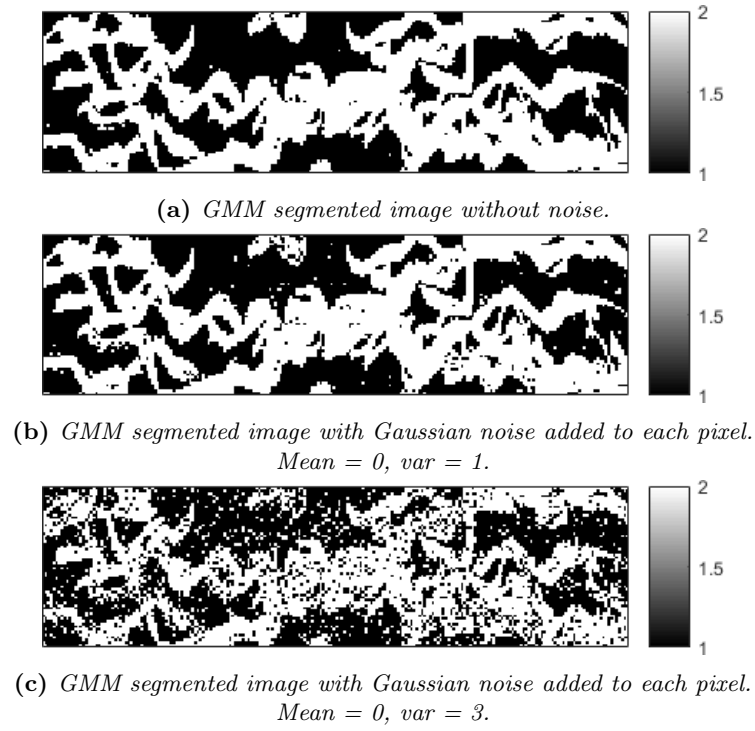 2
1.5
1
(a) GMM segmented image without noise.
2
1.5
1
(b) GMM segmented image with Gaussian noise added to each pixel.
Mean = 0, var = 1.
2
1.5
1
(c) GMM segmented image with Gaussian noise added to each pixel.
Mean = 0, var = 3.